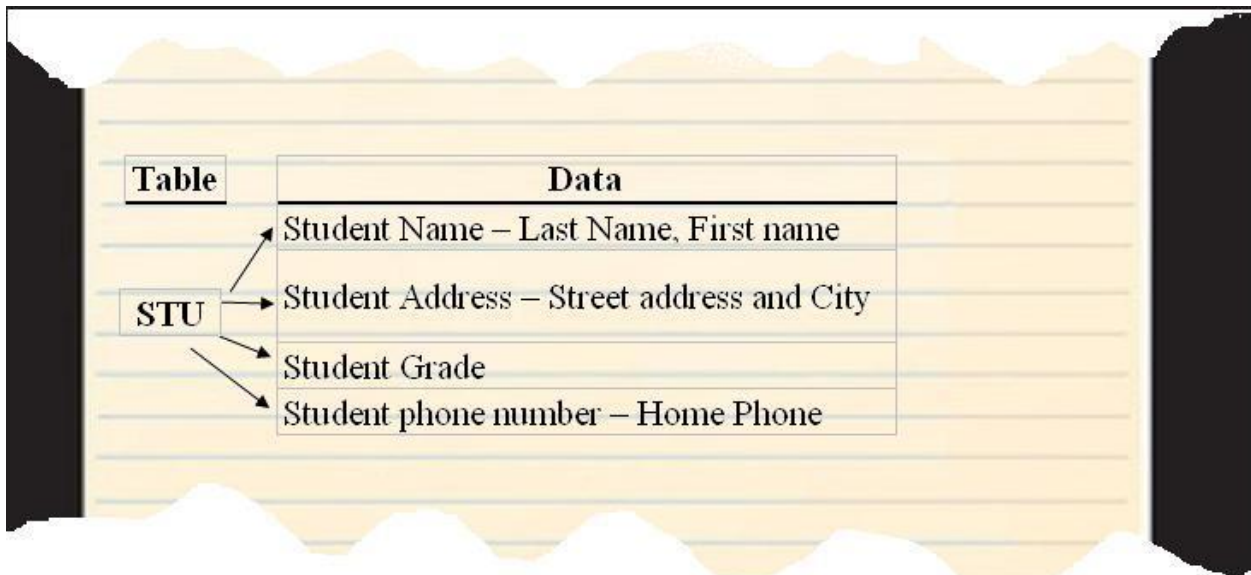 Table
Data
Student Name – Last Name, First name
STU
Student Address – Street address and City
Student Grade
Student phone number – Home Phone